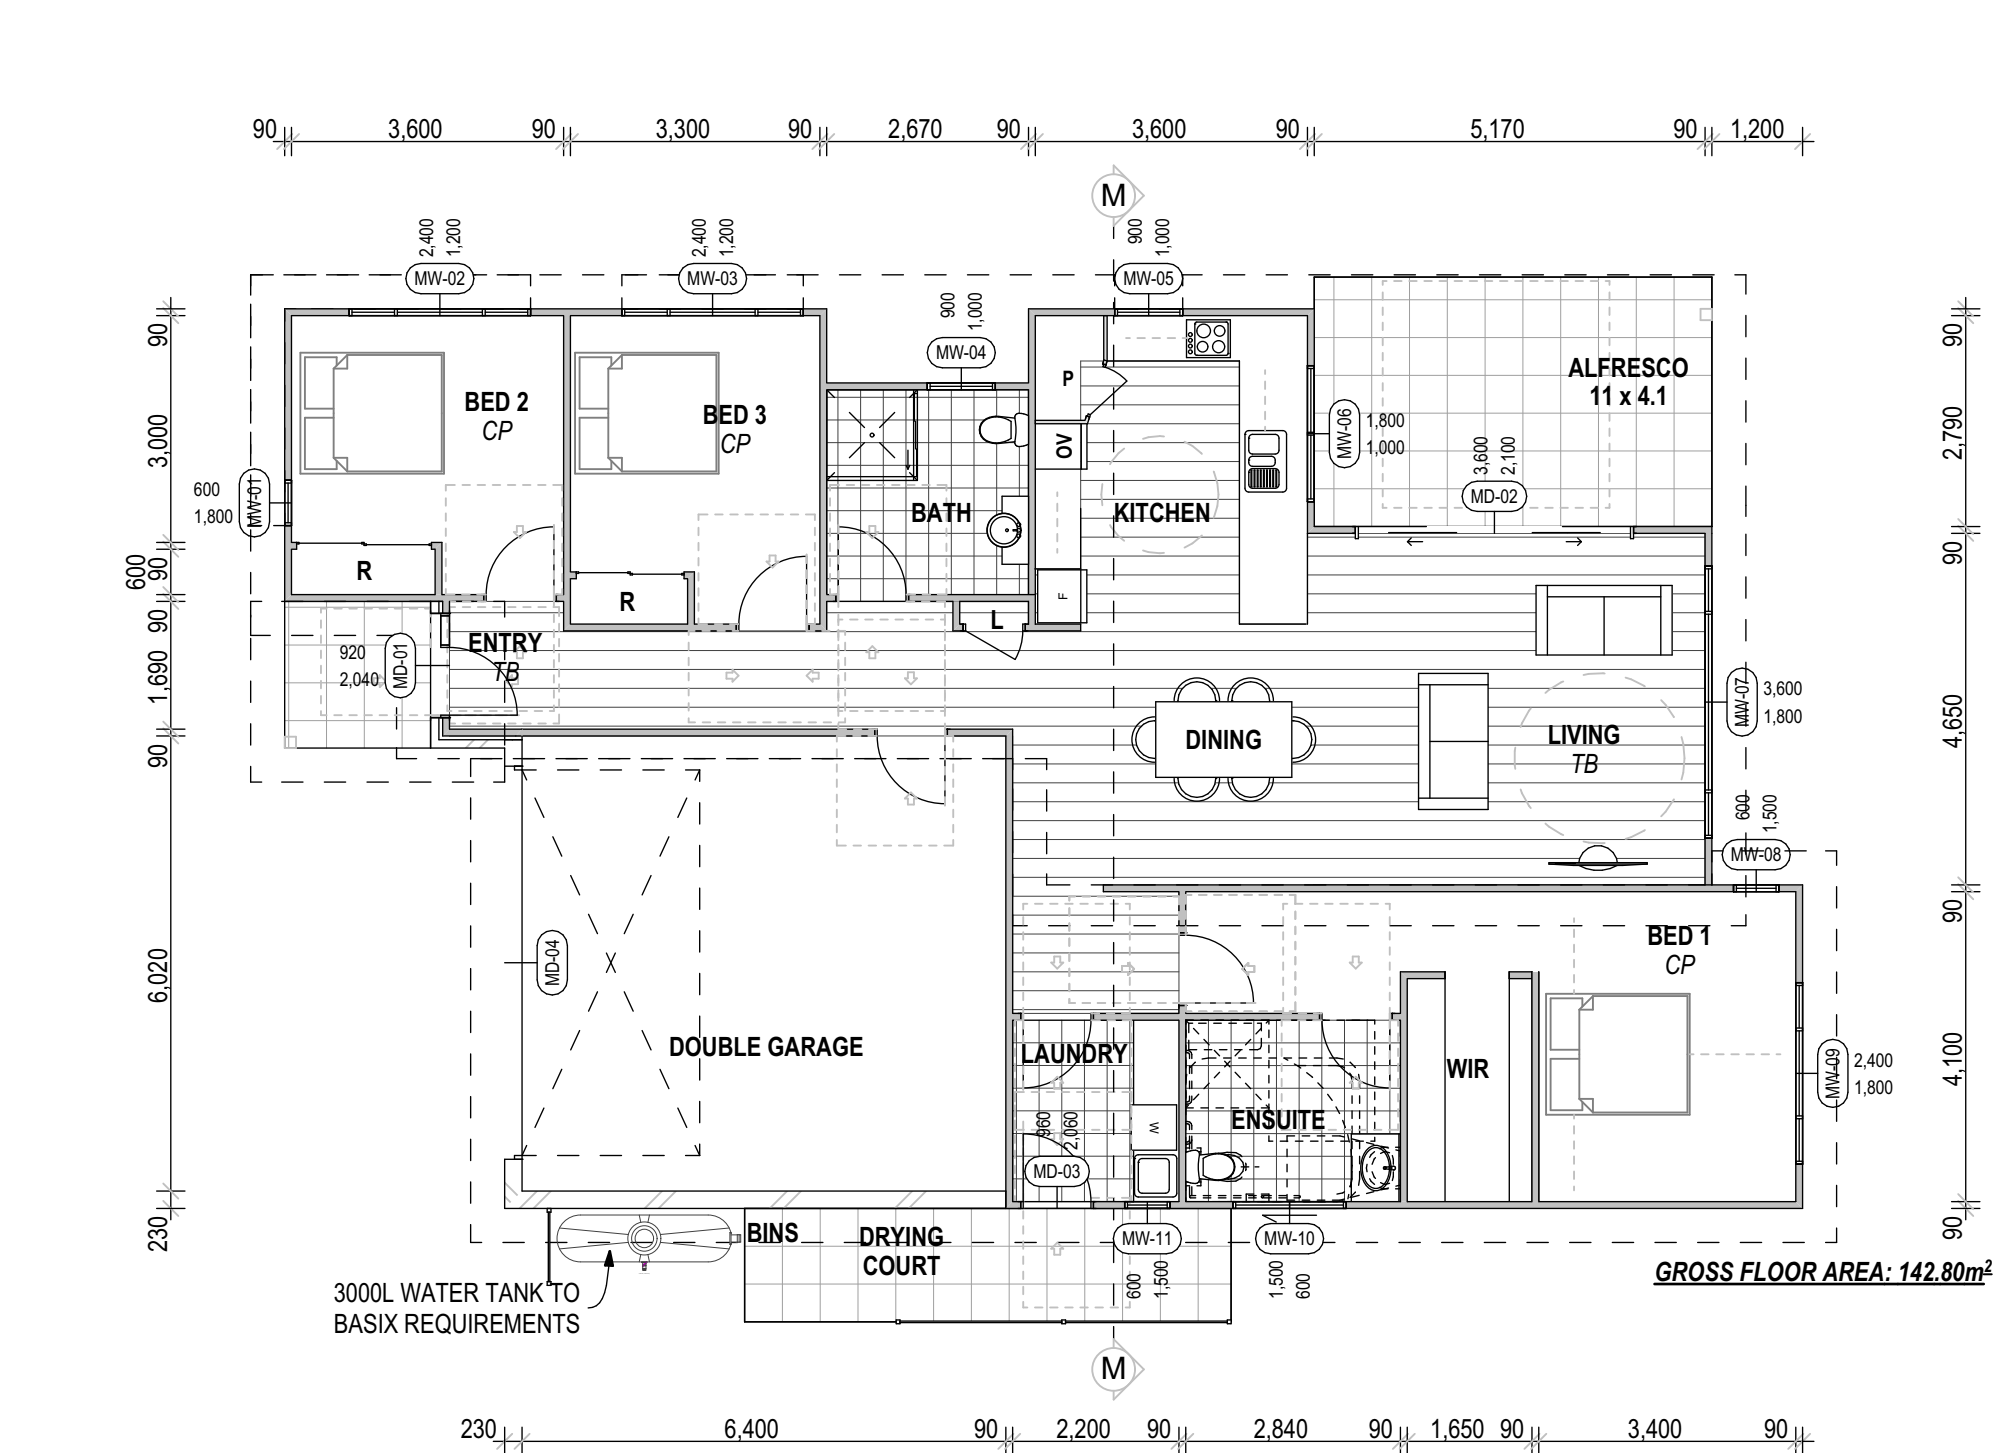 90 3,600 90 3,300 90 2,670 90 3,600 90 5,170 90 1,200
M
2,400
1,200
MW-02
2,400
1,200
MW-03
900
1,000
MW-04
900
1,000
MW-05
90
3,000
90
600
90
1,690
90
6,020
230
90
2,790
90
4,650
90
4,100
90
BED 2
CP
BED 3
CP
P
OV
BATH
KITCHEN
F
ALFRESCO
11 x 4.1
MW-06
1,800
1,000
3,600
2,100
MD-02
600
1,800
MW-01
R
R
L
ENTRY
TB
920
2,040
MD-01
DINING
LIVING
TB
MW-07
3,600
1,800
600
1,500
MW-08
BED 1
CP
MD-04
DOUBLE GARAGE
LAUNDRY
W
960
2,060
MD-03
ENSUITE
WIR
MW-09
2,400
1,800
BINS
DRYING
COURT
MW-11
600
1,500
MW-10
1,500
600
3000L WATER TANK TO
BASIX REQUIREMENTS
GROSS FLOOR AREA: 142.80m²
M
230 6,400 90 2,200 90 2,840 90 1,650 90 3,400 90